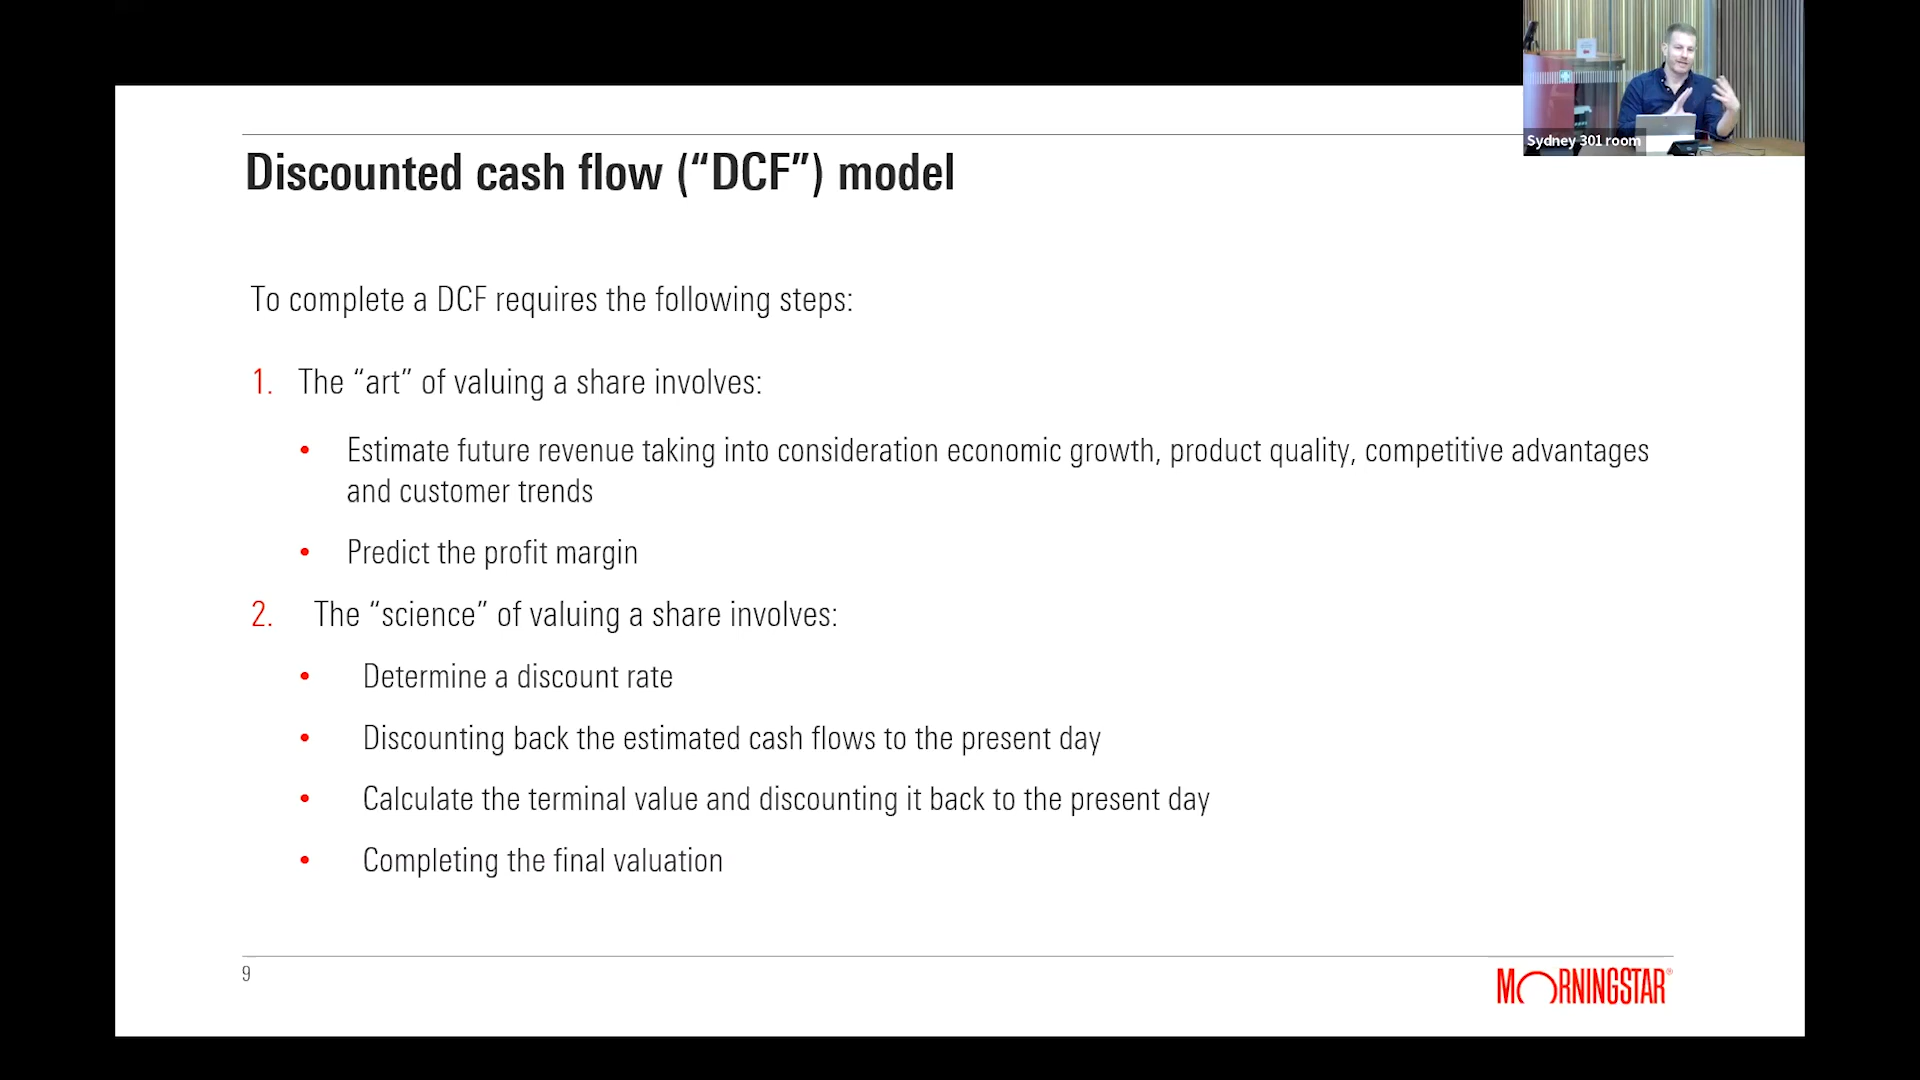 Sydney 301 room
Discounted cash flow (“DCF”) model
To complete a DCF requires the following steps:
1. The “art” of valuing a share involves:
• Estimate future revenue taking into consideration economic growth, product quality, competitive advantages
and customer trends
• Predict the profit margin
2. The “science” of valuing a share involves:
• Determine a discount rate
• Discounting back the estimated cash flows to the present day
• Calculate the terminal value and discounting it back to the present day
• Completing the final valuation
9
MORNINGSTAR®